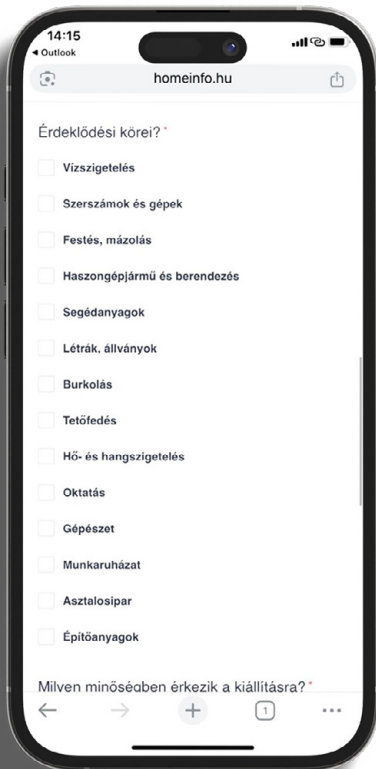 14:15
◀ Outlook
homeinfo.hu
Érdeklődési körei? *
Vízszigetelés
Szerszámok és gépek
Festés, mázolás
Haszongépjármű és berendezés
Segédanyagok
Létrák, állványok
Burkolás
Tetőfedés
Hő- és hangszigetelés
Oktatás
Gépészet
Munkaruházat
Asztalosipar
Építőanyagok
Milyen minőségben érkezik a kiállításra? *
1